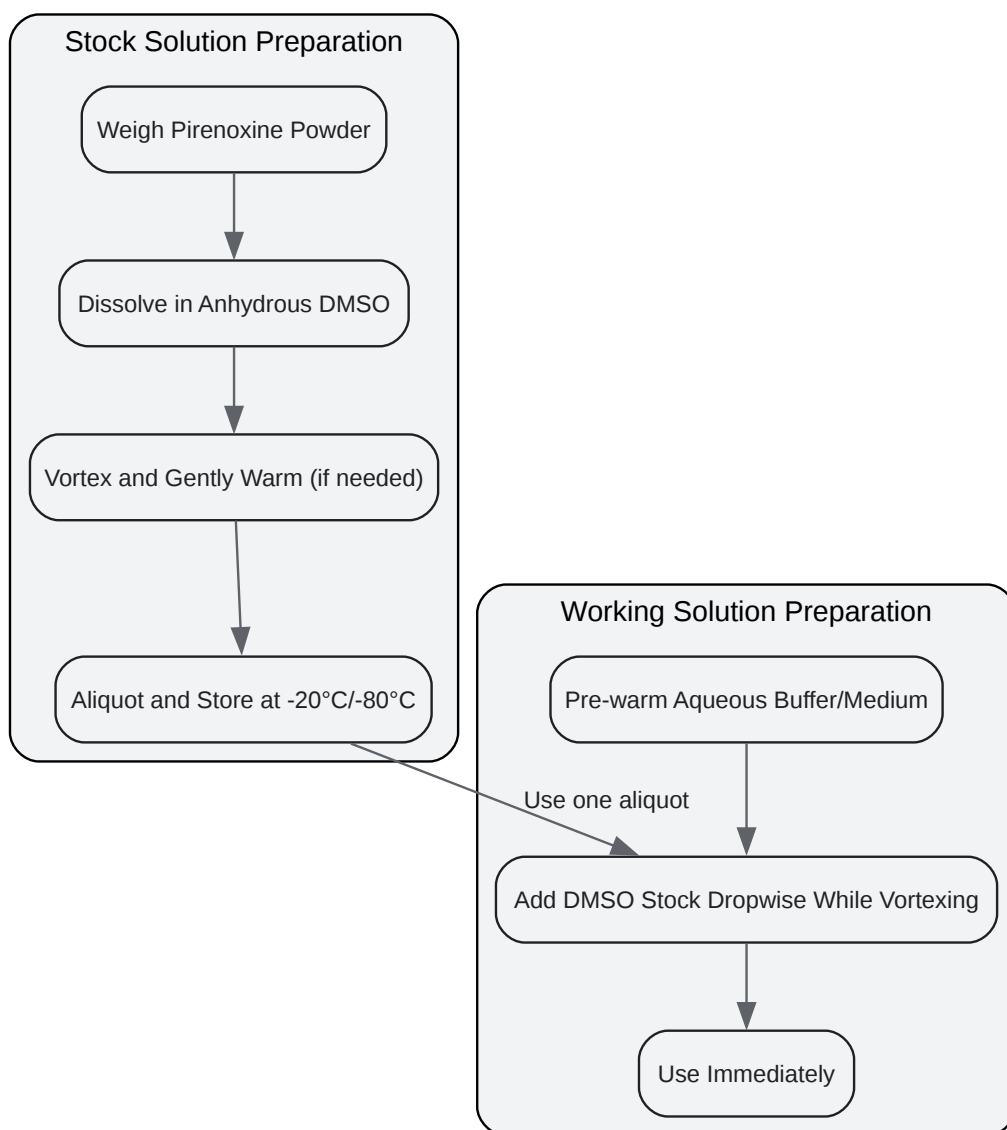 Stock Solution Preparation
Weigh Pirenoxine Powder
Dissolve in Anhydrous DMSO
Vortex and Gently Warm (if needed)
Aliquot and Store at -20°C/-80°C
Working Solution Preparation
Pre-warm Aqueous Buffer/Medium
Use one aliquot
Add DMSO Stock Dropwise While Vortexing
Use Immediately